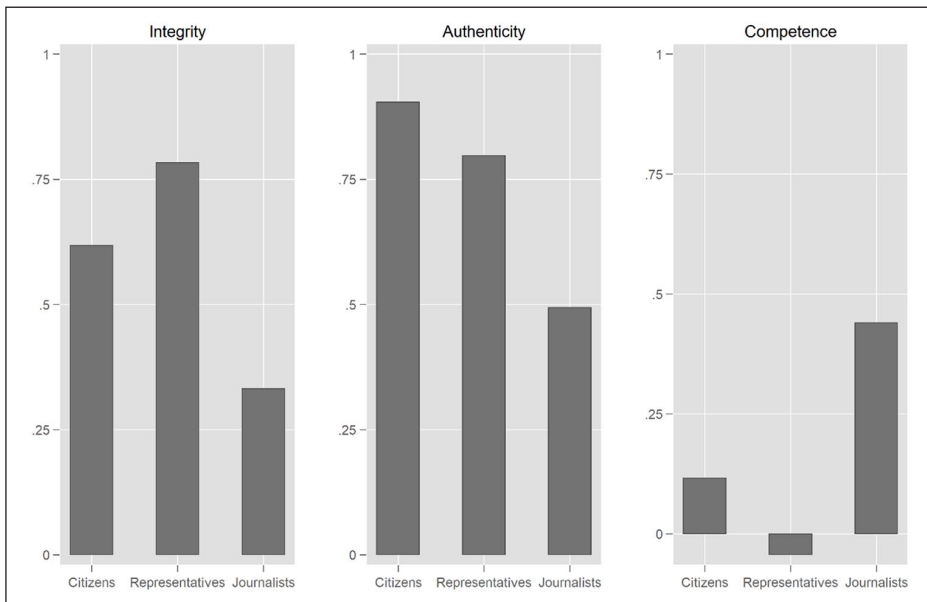 Integrity
1
.75
.5
.25
0
Citizens Representatives Journalists
Authenticity
1
.75
.5
.25
0
Citizens Representatives Journalists
Competence
1
.75
.5
.25
0
Citizens Representatives Journalists